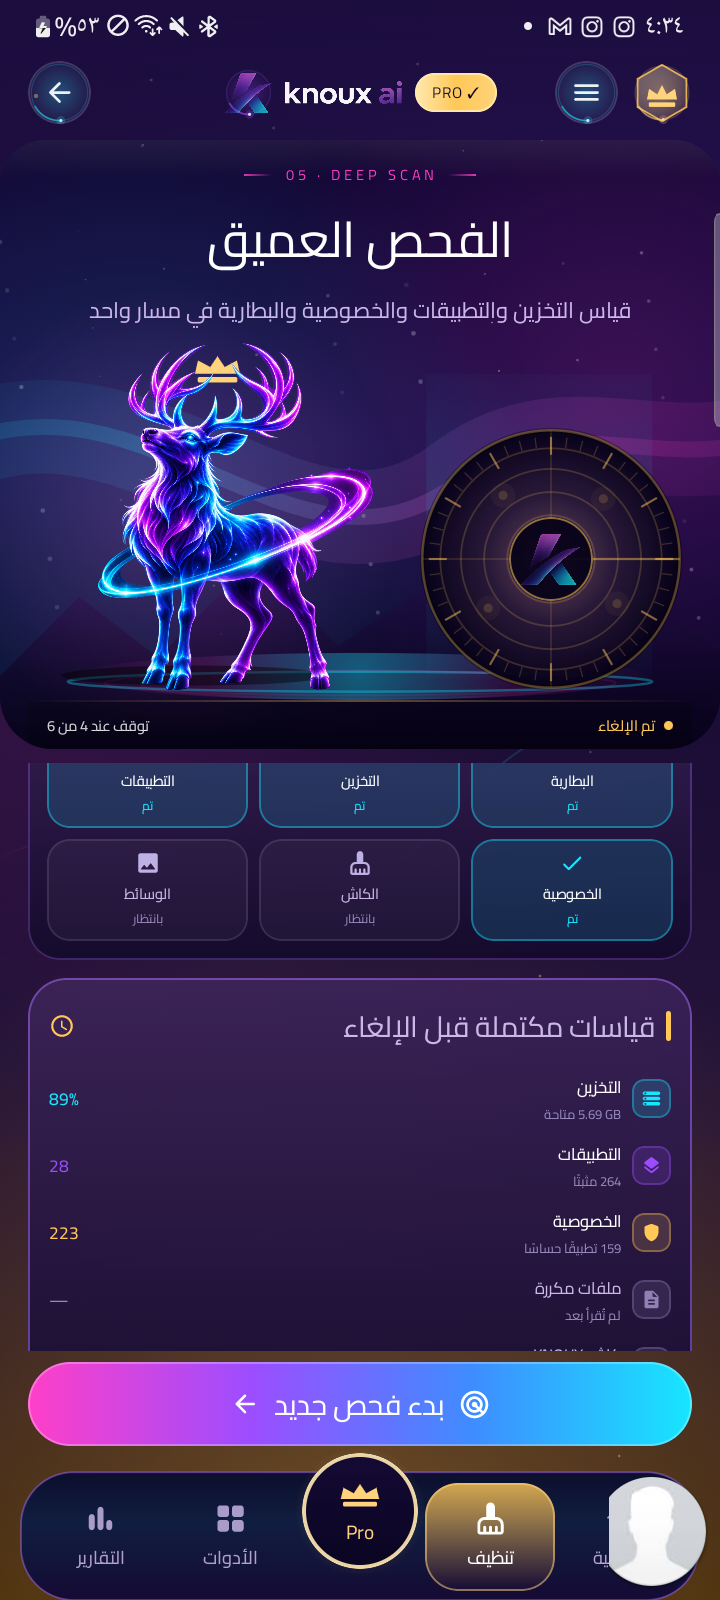 %٥٣
٤:٣٤
knoux ai
PRO ✓
05 · DEEP SCAN
الفحص العميق
قياس التخزين والتطبيقات والخصوصية والبطارية في مسار واحد
تم الإلغاء
توقف عند 4 من 6
البطارية
تم
التخزين
تم
التطبيقات
تم
الخصوصية
تم
الكاش
بانتظار
الوسائط
بانتظار
قياسات مكتملة قبل الإلغاء
التخزين
89%
5.69 GB متاحة
التطبيقات
28
264 مثبتًا
الخصوصية
223
159 تطبيقًا حساسًا
ملفات مكررة
—
لم تُقرأ بعد
بدء فحص جديد
تنظيف
Pro
الأدوات
التقارير